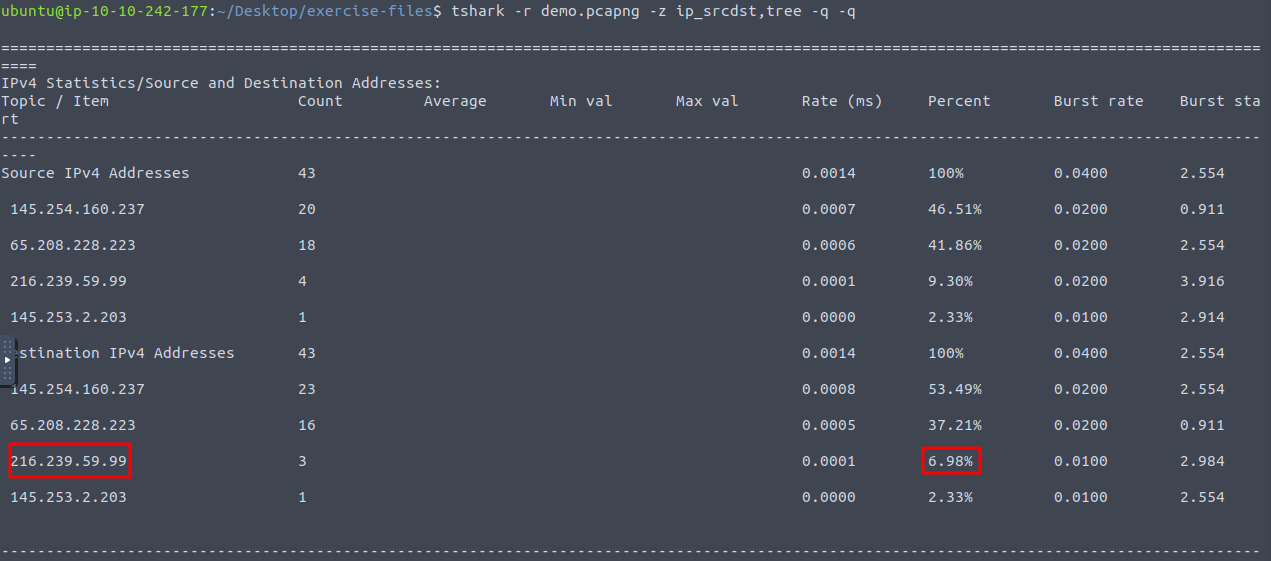 ubuntu@ip-10-10-242-177:~/Desktop/exercise-files$ tshark -r demo.pcapng -z ip_srcdst,tree -q -q
============================================================================================================================================
====
IPv4 Statistics/Source and Destination Addresses:
Topic / Item                     Count         Average       Min val       Max val       Rate (ms)     Percent       Burst rate    Burst sta
rt
--------------------------------------------------------------------------------------------------------------------------------------------
----
Source IPv4 Addresses            43                                                      0.0014        100%          0.0400        2.554
 145.254.160.237                 20                                                      0.0007        46.51%        0.0200        0.911
 65.208.228.223                  18                                                      0.0006        41.86%        0.0200        2.554
 216.239.59.99                   4                                                       0.0001        9.30%         0.0200        3.916
 145.253.2.203                   1                                                       0.0000        2.33%         0.0100        2.914
estination IPv4 Addresses       43                                                      0.0014        100%          0.0400        2.554
 145.254.160.237                 23                                                      0.0008        53.49%        0.0200        2.554
 65.208.228.223                  16                                                      0.0005        37.21%        0.0200        0.911
 216.239.59.99                   3                                                       0.0001        6.98%         0.0100        2.984
 145.253.2.203                   1                                                       0.0000        2.33%         0.0100        2.554
--------------------------------------------------------------------------------------------------------------------------------------------